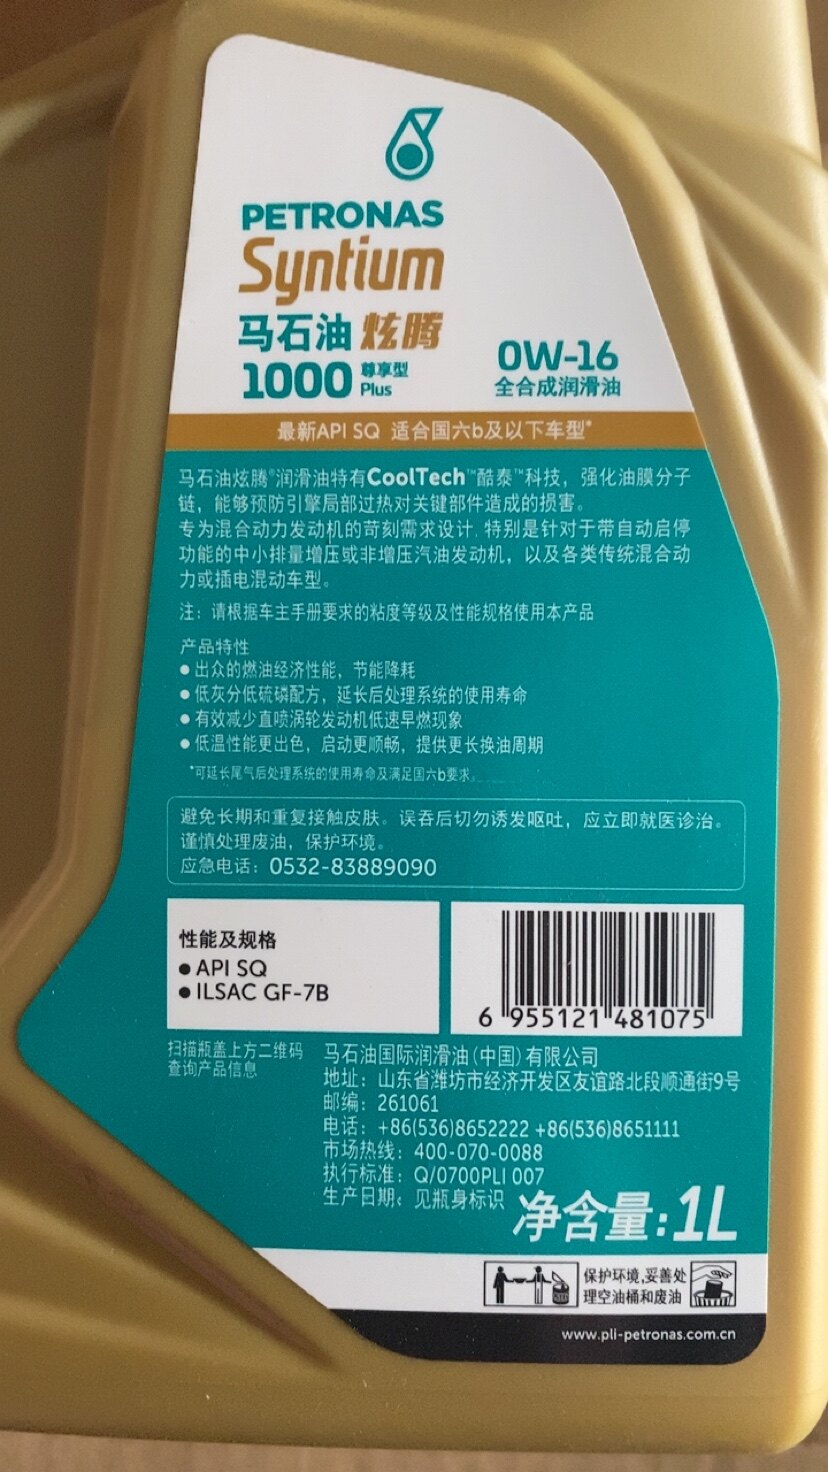 PETRONAS
Syntium
马石油 炫腾
1000 尊享型 Plus
0W-16
全合成润滑油
最新API SQ 适合国六b及以下车型*
马石油炫腾®润滑油特有CoolTech™酷泰™科技，强化油膜分子
链，能够预防引擎局部过热对关键部件造成的损害。
专为混合动力发动机的苛刻需求设计，特别是针对于带自动启停
功能的中小排量增压或非增压汽油发动机，以及各类传统混合动
力或插电混动车型。
注：请根据车主手册要求的粘度等级及性能规格使用本产品
产品特性
● 出众的燃油经济性能，节能降耗
● 低灰分低硫磷配方，延长后处理系统的使用寿命
● 有效减少直喷涡轮发动机低速早燃现象
● 低温性能更出色，启动更顺畅，提供更长换油周期
*可延长尾气后处理系统的使用寿命及满足国六b要求。
避免长期和重复接触皮肤。误吞后切勿诱发呕吐，应立即就医诊治。
谨慎处理废油，保护环境。
应急电话：0532-83889090
性能及规格
● API SQ
● ILSAC GF-7B
6 955121 481075
扫描瓶盖上方二维码
查询产品信息
马石油国际润滑油(中国)有限公司
地址：山东省潍坊市经济开发区友谊路北段顺通街9号
邮编：261061
电话：+86(536)8652222 +86(536)8651111
市场热线：400-070-0088
执行标准：Q/0700PLI 007
生产日期：见瓶身标识
净含量:1L
保护环境,妥善处
理空油桶和废油
www.pli-petronas.com.cn